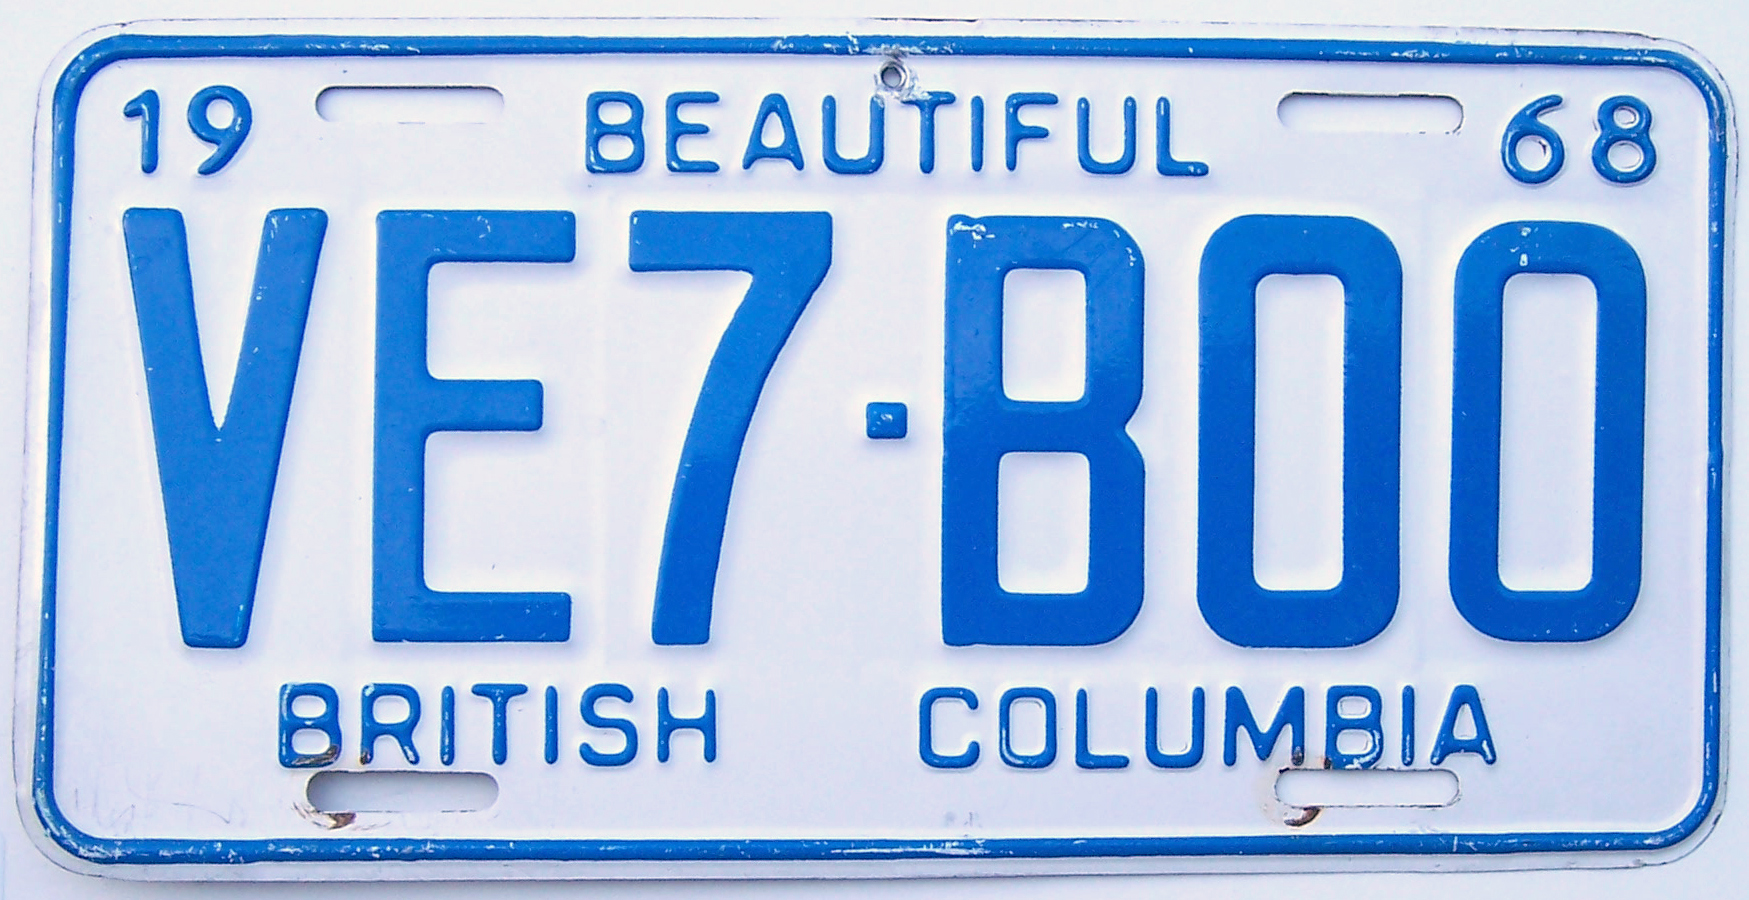 19 BEAUTIFUL 68
VE7·BOO
BRITISH COLUMBIA